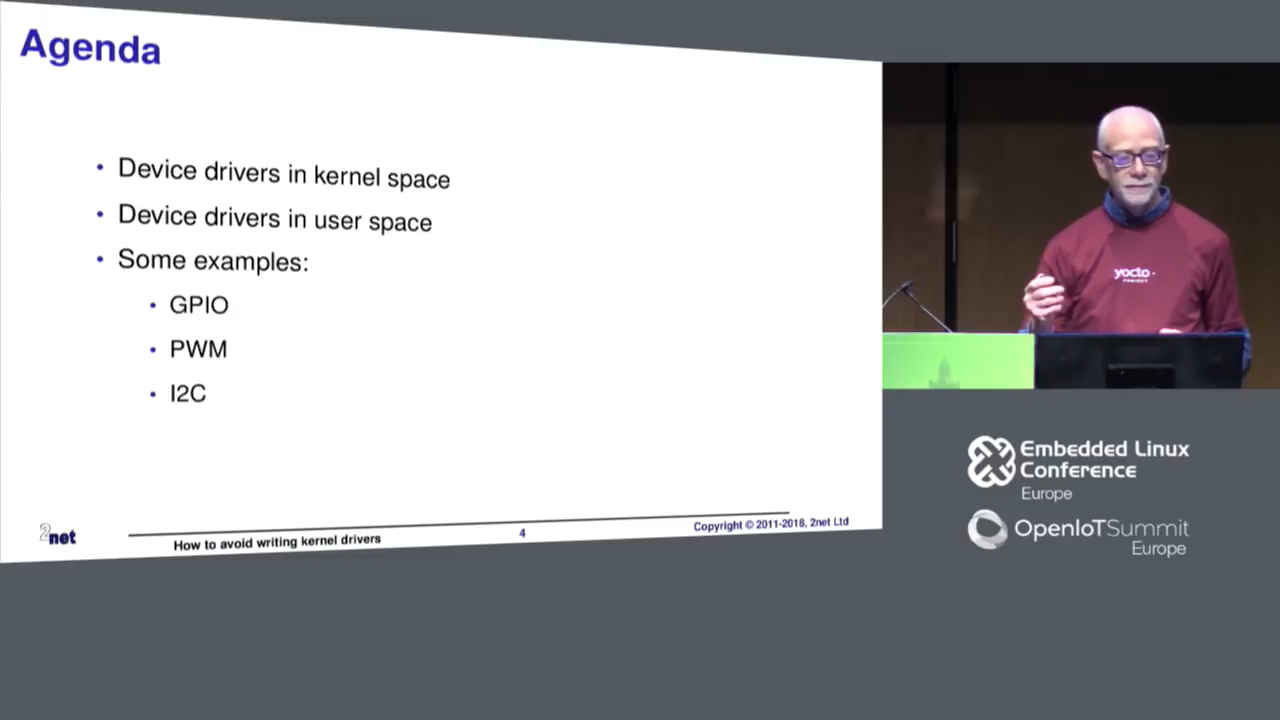 Agenda
• Device drivers in kernel space
• Device drivers in user space
• Some examples:
• GPIO
• PWM
• I2C
2net
How to avoid writing kernel drivers
4
Copyright © 2011-2018, 2net Ltd
yocto
PROJECT
Embedded Linux
Conference
Europe
OpenIoTSummit
Europe